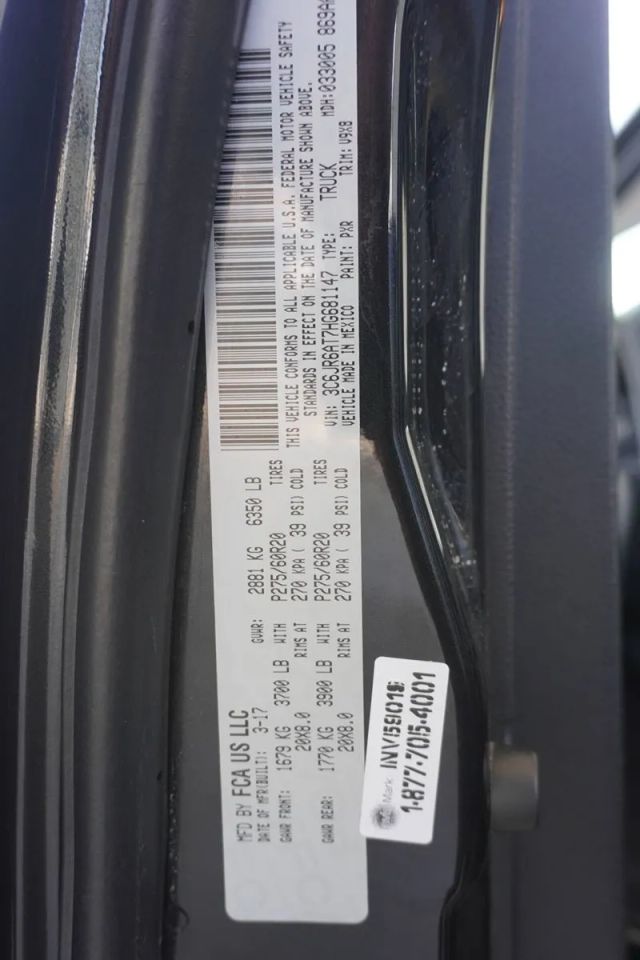 MFD BY FCA US LLC
DATE OF MFR(BUILT): 3-17 GVWR: 2881 KG 6350 LB
GAWR FRONT: 1679 KG 3700 LB WITH P275/60R20 TIRES
20X8.0 RIMS AT 270 KPA ( 39 PSI) COLD
GAWR REAR: 1770 KG 3900 LB WITH P275/60R20 TIRES
20X8.0 RIMS AT 270 KPA ( 39 PSI) COLD
THIS VEHICLE CONFORMS TO ALL APPLICABLE U.S.A. FEDERAL MOTOR VEHICLE SAFETY
STANDARDS IN EFFECT ON THE DATE OF MANUFACTURE SHOWN ABOVE.
VIN: 3C6JR6AT7HG681147 TYPE: TRUCK MDH:033005 869A
VEHICLE MADE IN MEXICO PAINT: PXR TRIM: V9X8
Mark
1-877-705-4001